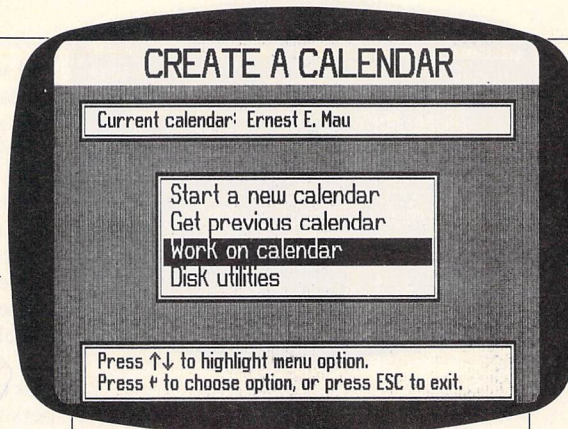 CREATE A CALENDAR
Current calendar: Ernest E. Mau
Start a new calendar
Get previous calendar
Work on calendar
Disk utilities
Press ↑↓ to highlight menu option.
Press ↵ to choose option, or press ESC to exit.